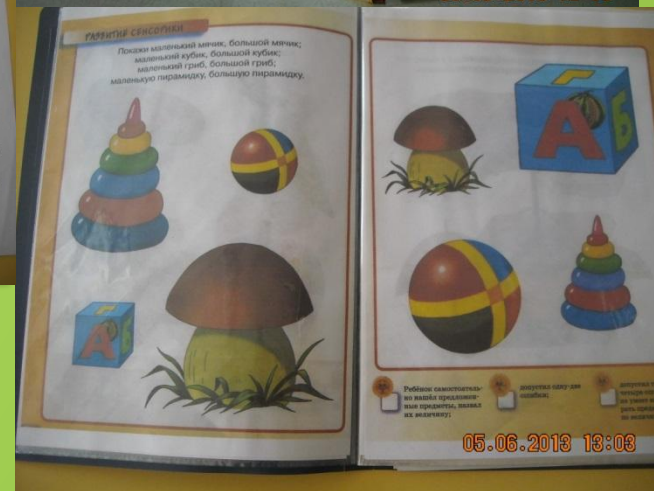 РАЗВИТИЕ СЕНСОРИКИ
Покажи маленький мячик, большой мячик;
маленький кубик, большой кубик;
маленький гриб, большой гриб;
маленькую пирамидку, большую пирамидку.
Г
А
Б
Г
А
Б
Ребёнок самостоятель-
но нашёл предложен-
ные предметы, назвал
их величину;
допустил одну-две
ошибки;
допустил
не
05.06.2013 13:03